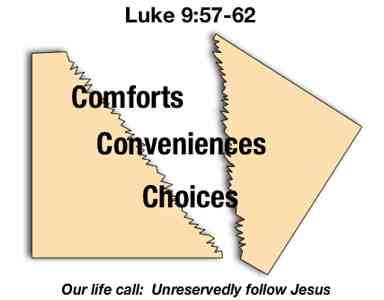 Luke 9:57-62
Comforts
Conveniences
Choices
Our life call: Unreservedly follow Jesus